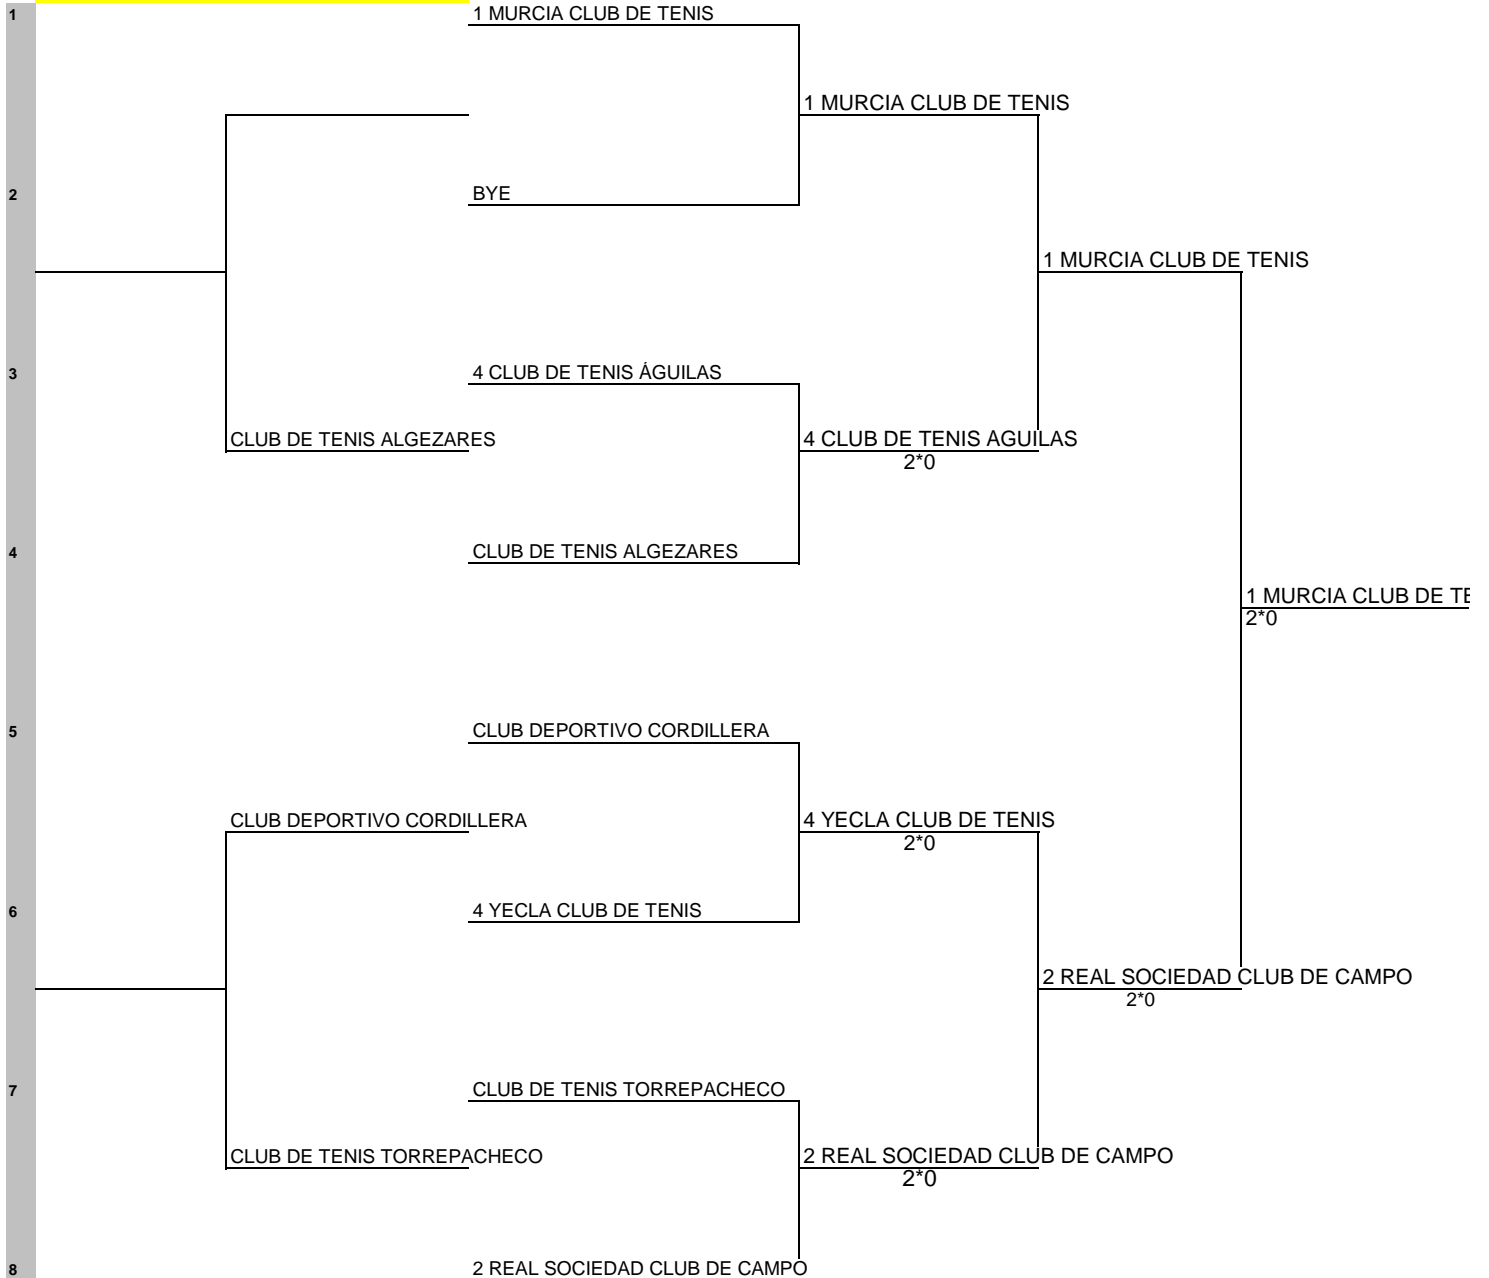 1 1 MURCIA CLUB DE TENIS
1 MURCIA CLUB DE TENIS
2 BYE
1 MURCIA CLUB DE TENIS
3 4 CLUB DE TENIS ÁGUILAS
CLUB DE TENIS ALGEZARES 4 CLUB DE TENIS AGUILAS
2*0
4 CLUB DE TENIS ALGEZARES
1 MURCIA CLUB DE TE
2*0
5 CLUB DEPORTIVO CORDILLERA
CLUB DEPORTIVO CORDILLERA 4 YECLA CLUB DE TENIS
2*0
6 4 YECLA CLUB DE TENIS
2 REAL SOCIEDAD CLUB DE CAMPO
2*0
7 CLUB DE TENIS TORREPACHECO
CLUB DE TENIS TORREPACHECO 2 REAL SOCIEDAD CLUB DE CAMPO
2*0
8 2 REAL SOCIEDAD CLUB DE CAMPO